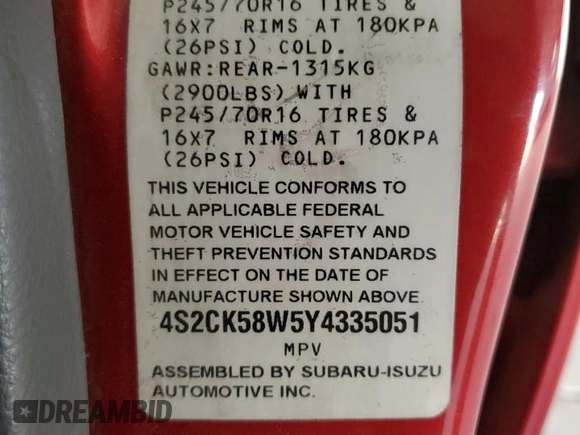 P245/70R16 TIRES &
16X7 RIMS AT 180KPA
(26PSI) COLD.
GAWR:REAR-1315KG
(2900LBS) WITH
P245/70R16 TIRES &
16X7 RIMS AT 180KPA
(26PSI) COLD.
THIS VEHICLE CONFORMS TO
ALL APPLICABLE FEDERAL
MOTOR VEHICLE SAFETY AND
THEFT PREVENTION STANDARDS
IN EFFECT ON THE DATE OF
MANUFACTURE SHOWN ABOVE
4S2CK58W5Y4335051
MPV
ASSEMBLED BY SUBARU-ISUZU
AUTOMOTIVE INC.
DREAMBID